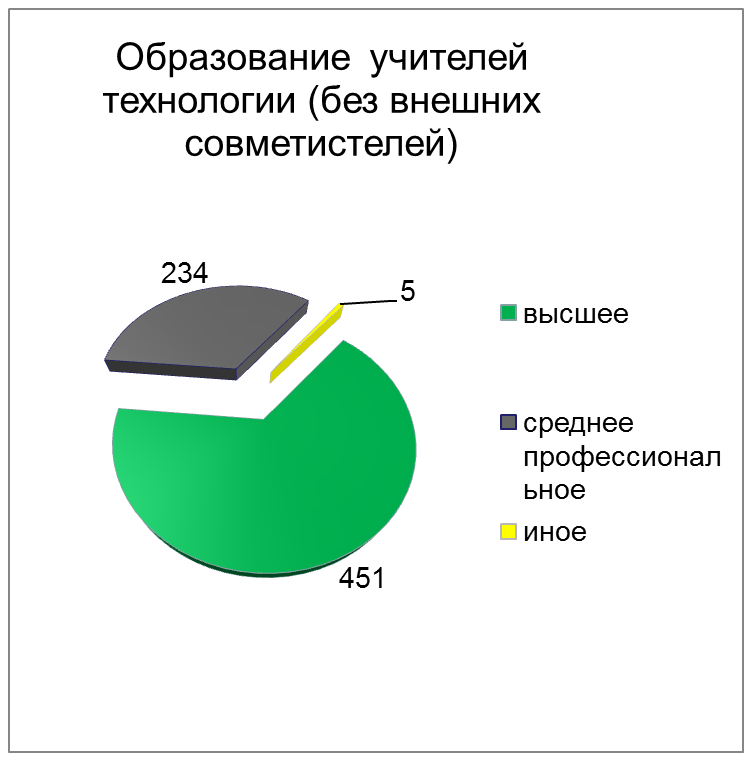 Образование учителей
технологии (без внешних
совметистелей)
234
5
высшее
среднее
профессионал
ьное
иное
451